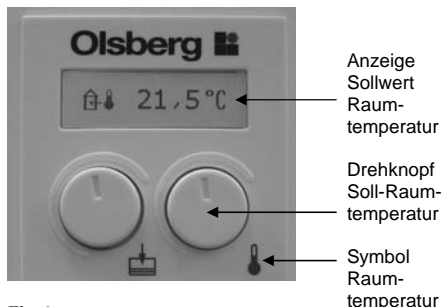 Olsberg
21,5°C
Anzeige
Sollwert
Raum-
temperatur
Drehknopf
Soll-Raum-
temperatur
Symbol
Raum-
temperatur